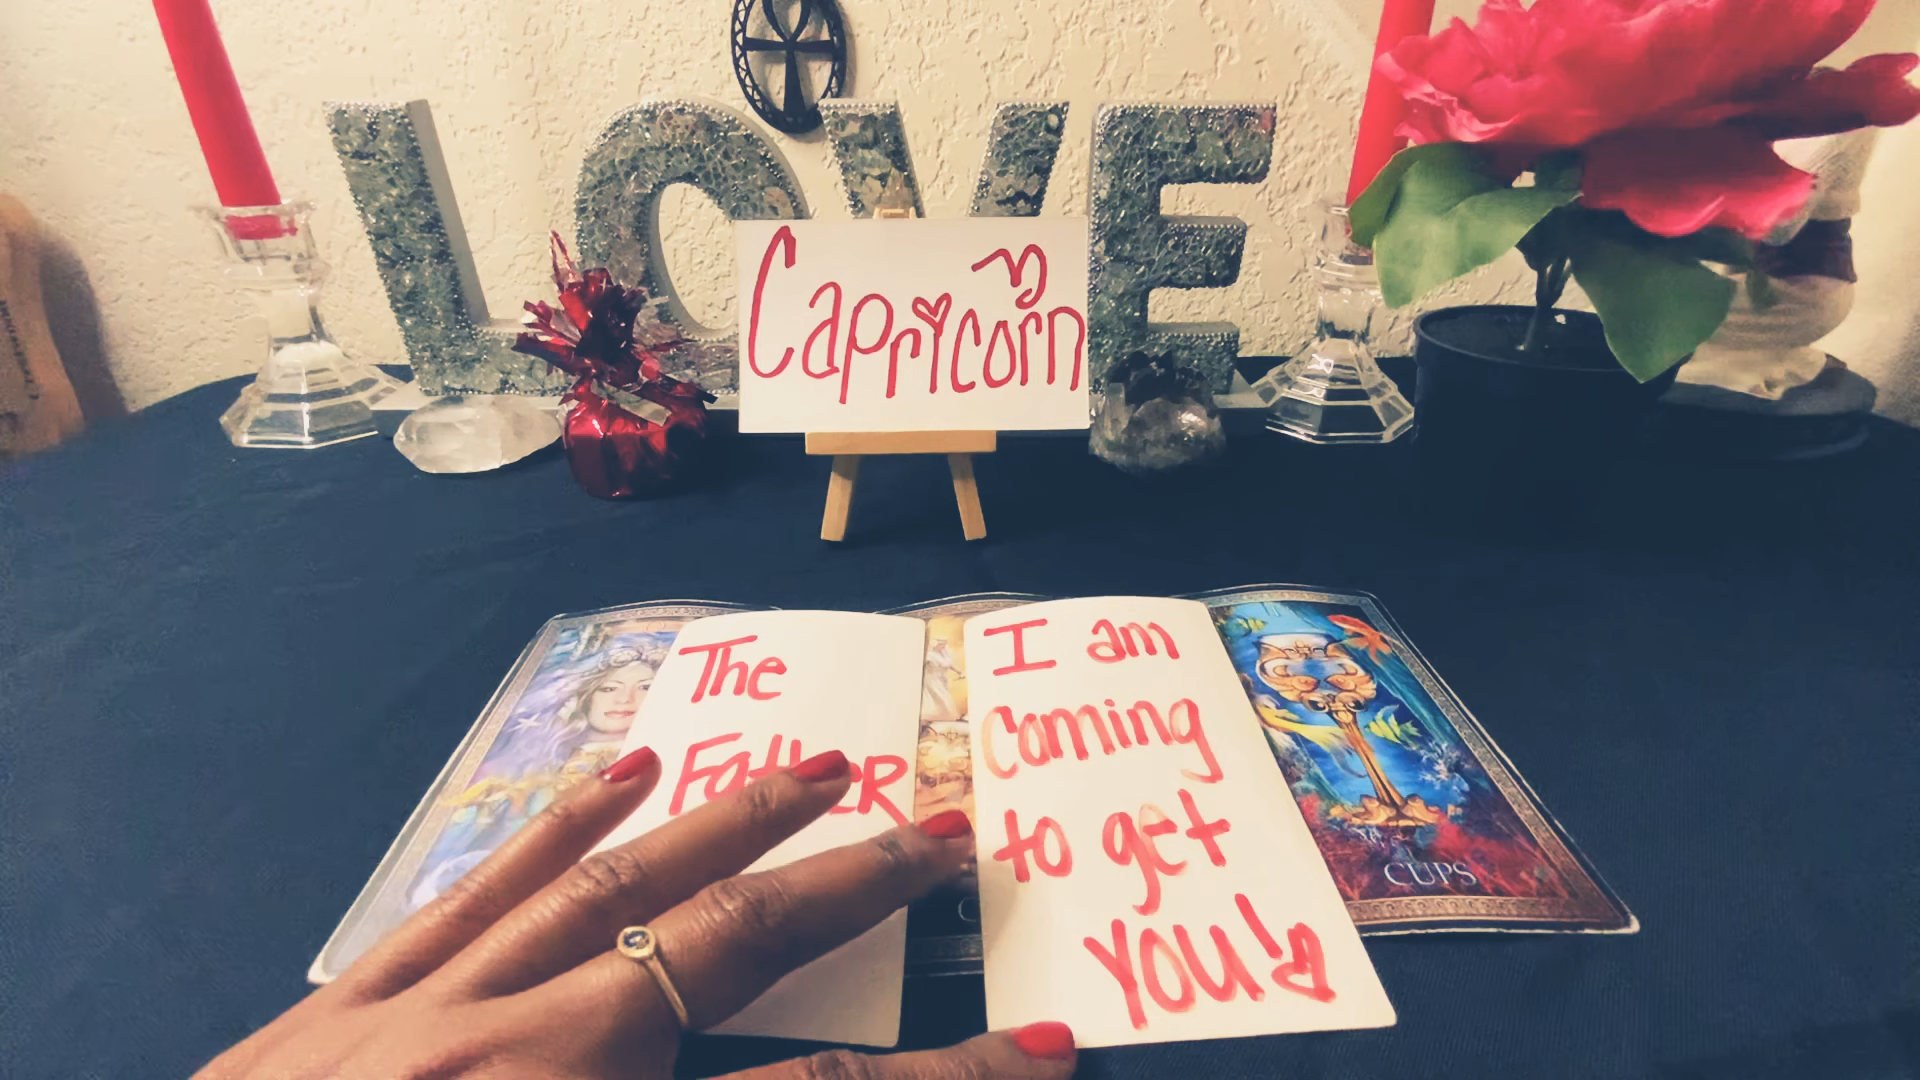 LOVE
Capricorn
The
Father
I am
coming
to get
YOU!
CUPS